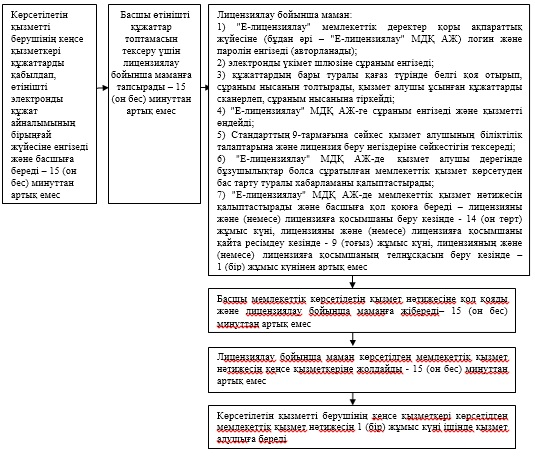 Көрсетілетін
қызметті
берушінің кеңсе
қызметкері
құжаттарды
қабылдап,
өтінішті
электронды
құжат
айналымының
бірыңғай
жүйесіне енгізеді
және басшыға
береді – 15 (он
бес) минуттан
артық емес
Басшы өтінішті
құжаттар
топтамасын
тексеру үшін
лицензиялау
бойынша маманға
тапсырады – 15
(он бес) минуттан
артық емес
Лицензиялау бойынша маман:
1) "Е-лицензиялау" мемлекеттік деректер қоры ақпараттық
жүйесіне (бұдан әрі – "Е-лицензиялау" МДҚ АЖ) логин және
паролін енгізеді (авторланады);
2) электронды үкімет шлюзіне сұраным енгізеді;
3) құжаттардың бары туралы қағаз түрінде белгі қоя отырып,
сұраным нысанын толтырады, қызмет алушы ұсынған құжаттарды
сканерлеп, сұраным нысанына тіркейді;
4) "Е-лицензиялау" МДҚ АЖ-ге сұраным енгізеді және қызметті
өңдейді;
5) Стандарттың 9-тармағына сәйкес қызмет алушының біліктілік
талаптарына және лицензия беру негіздеріне сәйкестігін тексереді;
6) "Е-лицензиялау" МДҚ АЖ-де қызмет алушы дерегінде
бұзушылықтар болса сұратылған мемлекеттік қызмет көрсетуден
бас тарту туралы хабарламаны қалыптастырады;
7) "Е-лицензиялау" МДҚ АЖ-де мемлекеттік қызмет нәтижесін
қалыптастырады және басшыға қол қоюға береді – лицензияны
және (немесе) лицензияға қосымшаны беру кезінде - 14 (он төрт)
жұмыс күні, лицензияны және (немесе) лицензияға қосымшаны
қайта ресімдеу кезінде - 9 (тоғыз) жұмыс күні, лицензияның және
(немесе) лицензияға қосымшаның телнұсқасын беру кезінде –
1 (бір) жұмыс күнінен артық емес
Басшы мемлекеттік көрсетілетін қызмет нәтижесіне қол қояды
және лицензиялау бойынша маманға жібереді– 15 (он бес)
минуттан артық емес
Лицензиялау бойынша маман көрсетілген мемлекеттік қызмет
нәтижесін кеңсе қызметкеріне жолдайды - 15 (он бес) минуттан
артық емес
Көрсетілетін қызметті берушінің кеңсе қызметкері көрсетілген
мемлекеттік қызмет нәтижесін 1 (бір) жұмыс күні ішінде қызмет
алушыға береді